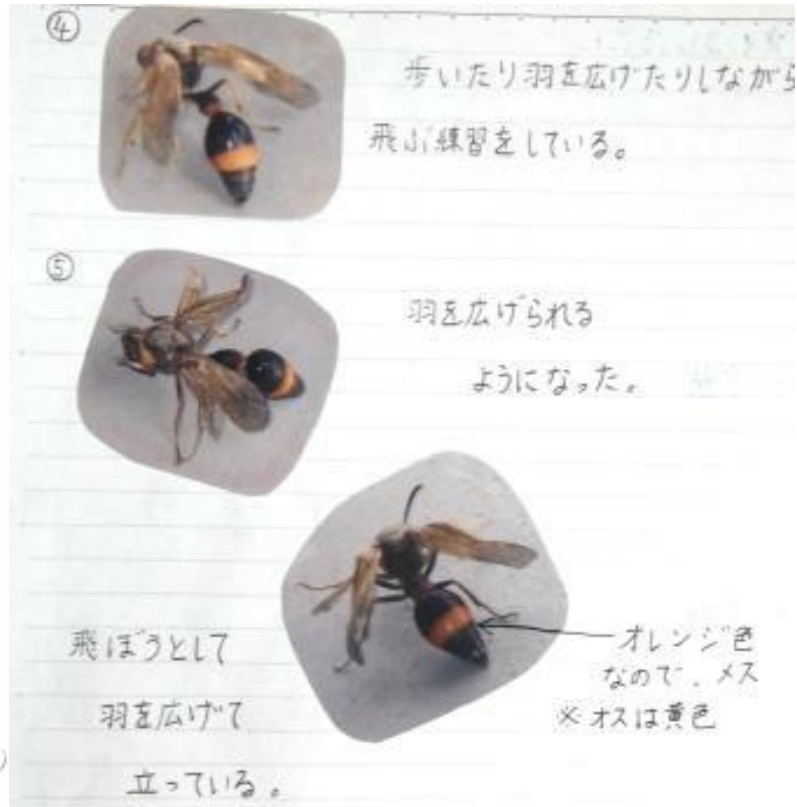 ④
歩いたり羽を広げたりしながら
飛ぶ練習をしている。
⑤
羽を広げられる
ようになった。
飛ぼうとして
羽を広げて
立っている。
オレンジ色
なので、メス
※オスは黄色